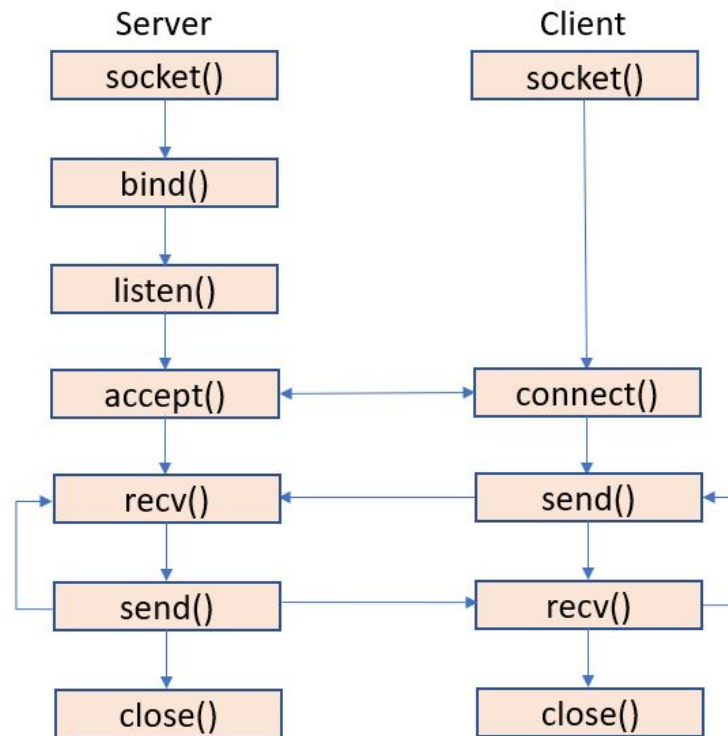 Server
Client
socket()
socket()
bind()
listen()
accept()
connect()
recv()
send()
send()
recv()
close()
close()